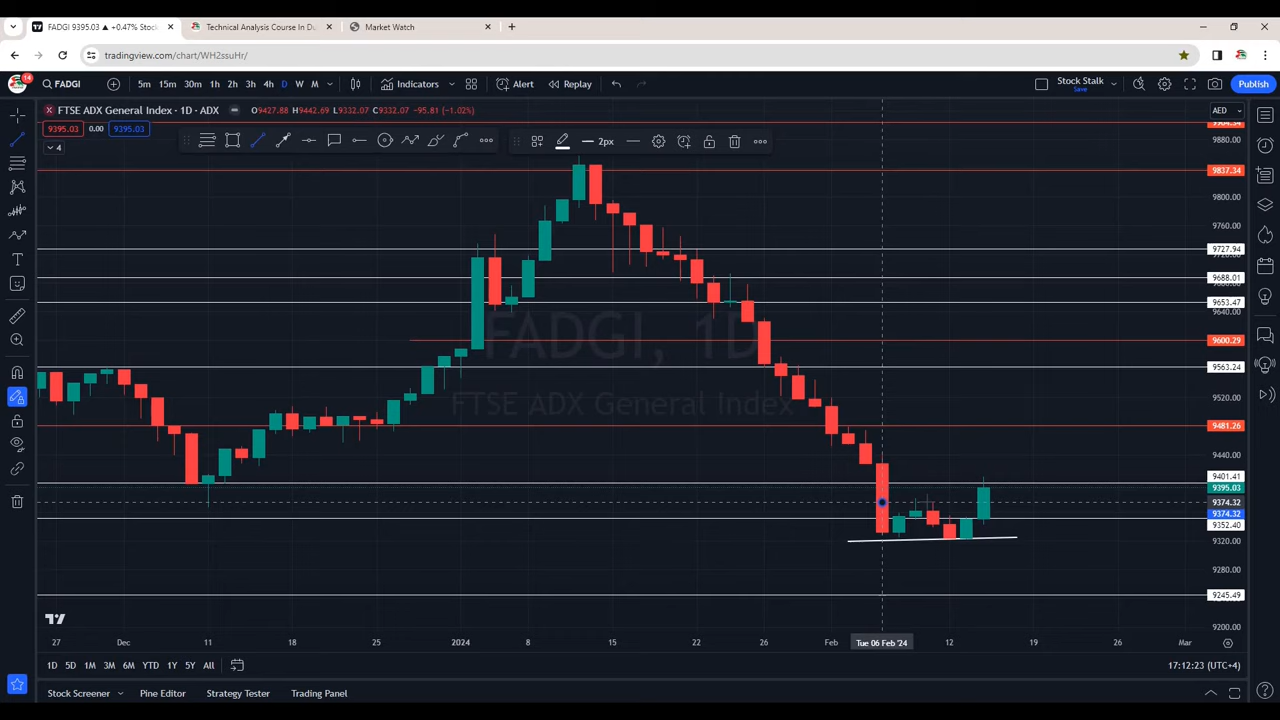 FADGI 9395.03 ▲ +0.47% Stoc
Technical Analysis Course In Du
Market Watch
tradingview.com/chart/WH2ssuHr/
14
FADGI
5m 15m 30m 1h 2h 3h 4h D W M
Indicators
Alert
Replay
Stock Stalk
Save
Publish
FTSE ADX General Index · 1D · ADX O9427.88 H9442.69 L9332.07 C9332.07 −95.81 (−1.02%)
9395.03 0.00 9395.03
4
2px
AED
9880.00
9837.34
9800.00
9760.00
9727.94
9688.01
9653.47
9640.00
9600.29
9563.24
9520.00
9481.26
9440.00
9401.41
9395.03
9374.32
9374.32
9352.40
9320.00
9280.00
9245.49
9200.00
FADGI, 1D
FTSE ADX General Index
27 Dec 11 18 25 2024 8 15 22 26 Feb Tue 06 Feb '24 12 19 26 Mar
1D 5D 1M 3M 6M YTD 1Y 5Y All
17:12:23 (UTC+4)
Stock Screener Pine Editor Strategy Tester Trading Panel